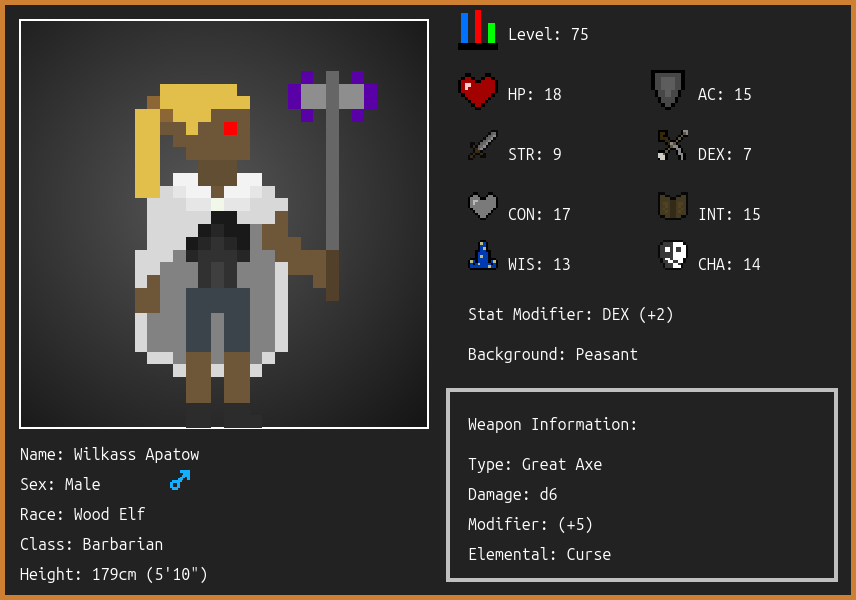 Level: 75
HP: 18
AC: 15
STR: 9
DEX: 7
CON: 17
INT: 15
WIS: 13
CHA: 14
Stat Modifier: DEX (+2)
Background: Peasant
Weapon Information:
Type: Great Axe
Damage: d6
Modifier: (+5)
Elemental: Curse
Name: Wilkass Apatow
Sex: Male
Race: Wood Elf
Class: Barbarian
Height: 179cm (5'10")